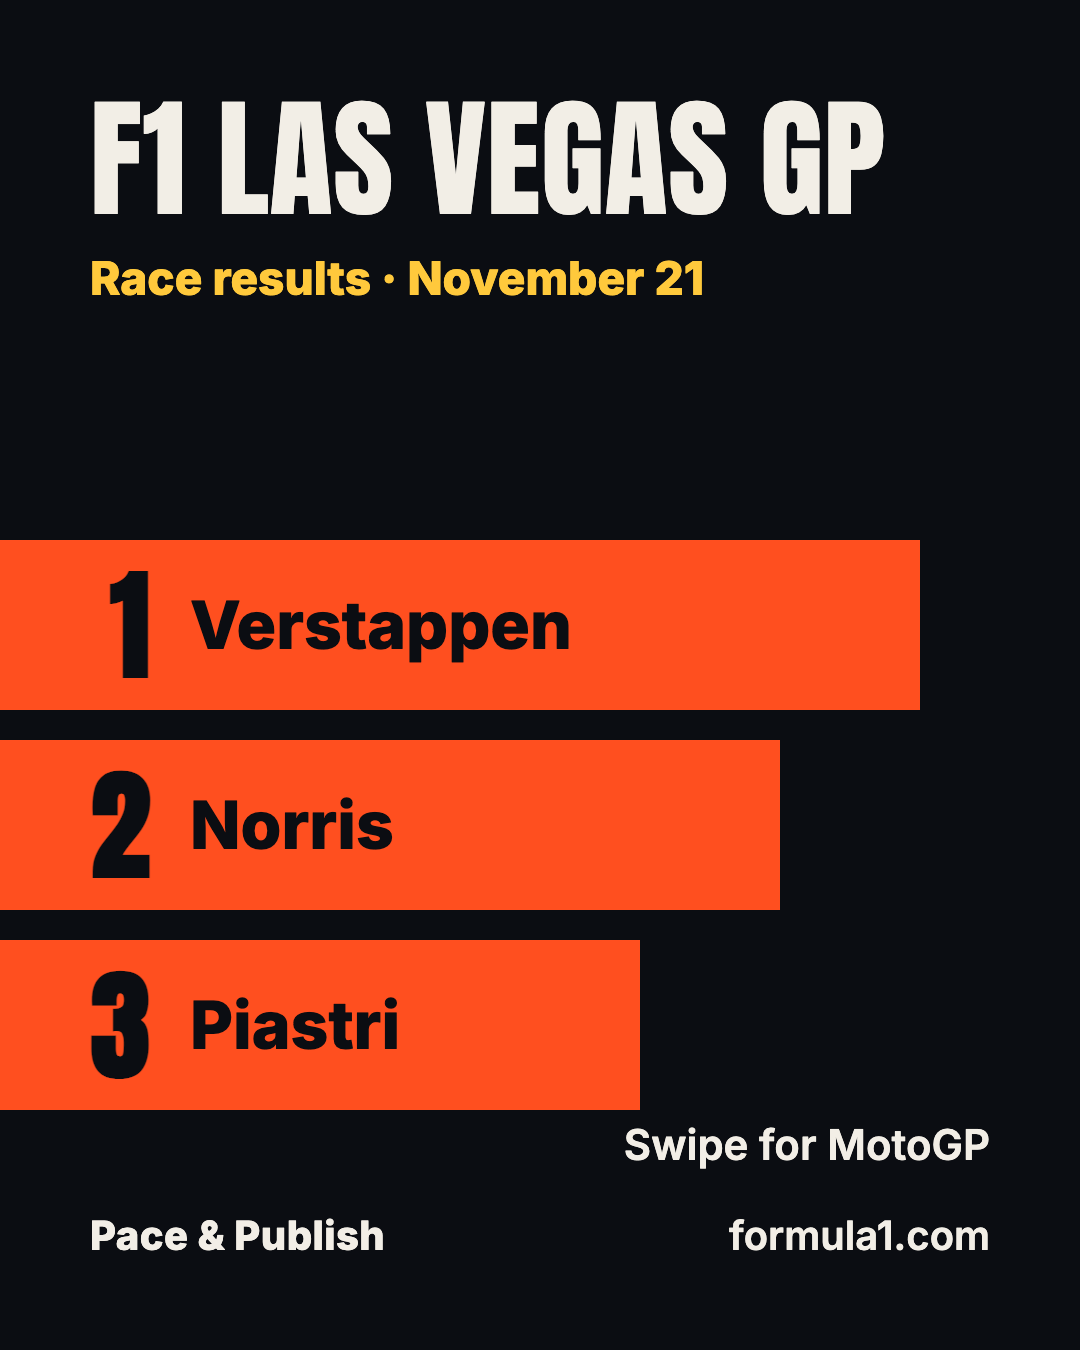 F1 LAS VEGAS GP
Race results · November 21
1 Verstappen
2 Norris
3 Piastri
Swipe for MotoGP
Pace & Publish
formula1.com